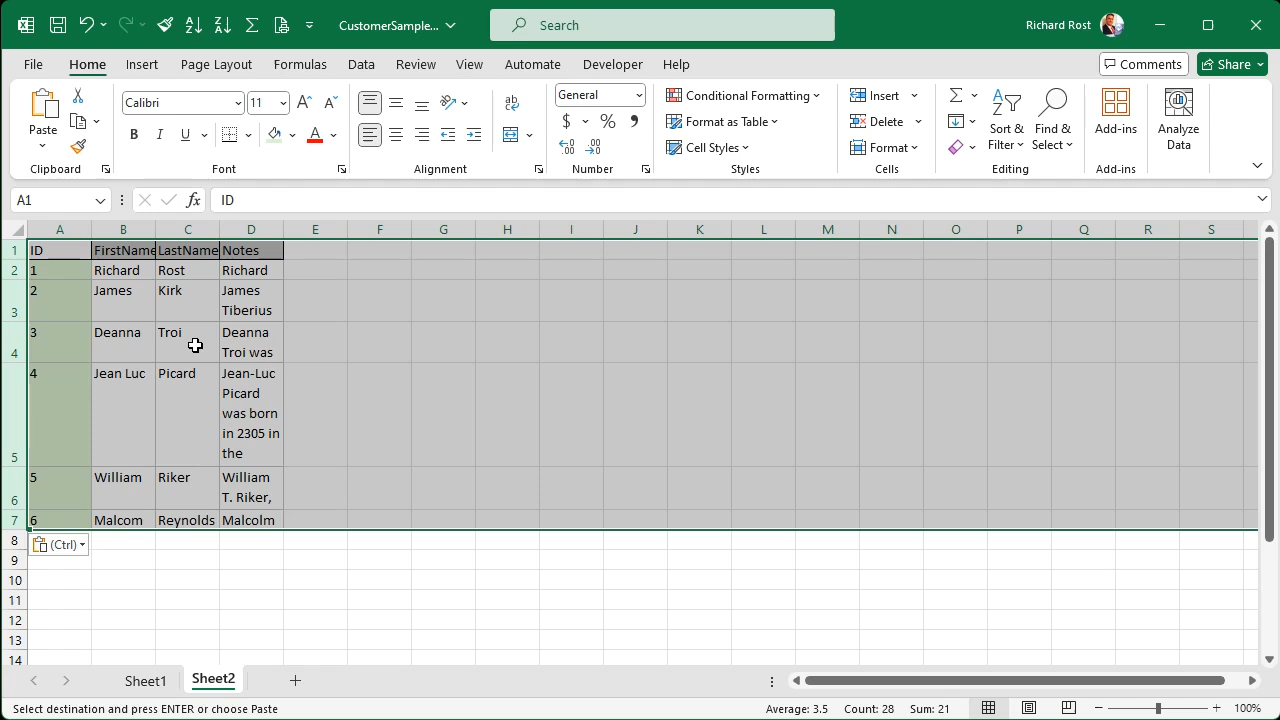 CustomerSample...
Search
Richard Rost
File
Home
Insert
Page Layout
Formulas
Data
Review
View
Automate
Developer
Help
Comments
Share
Paste
Clipboard
Calibri
11
B
I
U
A
Font
ab
Alignment
General
$
%
Number
Conditional Formatting
Format as Table
Cell Styles
Styles
Insert
Delete
Format
Cells
Sort &
Filter
Find &
Select
Editing
Add-ins
Add-ins
Analyze
Data
Add-ins
A1
fx
ID
A B C D E F G H I J K L M N O P Q R S
1 ID FirstName LastName Notes
2 1 Richard Rost Richard
3 2 James Kirk James
Tiberius
4 3 Deanna Troi Deanna
Troi was
5 4 Jean Luc Picard Jean-Luc
Picard
was born
in 2305 in
the
6 5 William Riker William
T. Riker,
7 6 Malcom Reynolds Malcolm
8
(Ctrl)
9
10
11
12
13
14
Sheet1
Sheet2
Select destination and press ENTER or choose Paste
Average: 3.5
Count: 28
Sum: 21
100%